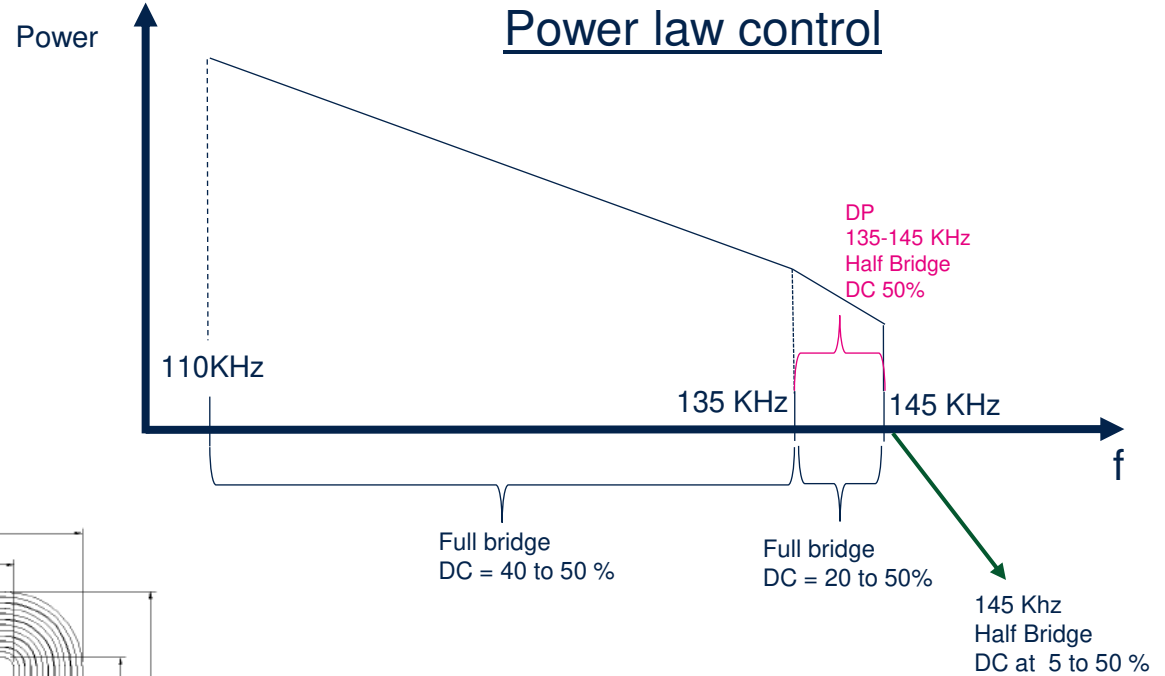 Power law control
Power
DP
135-145 KHz
Half Bridge
DC 50%
110KHz
135 KHz
145 KHz
f
Full bridge
DC = 40 to 50 %
Full bridge
DC = 20 to 50%
145 Khz
Half Bridge
DC at 5 to 50 %